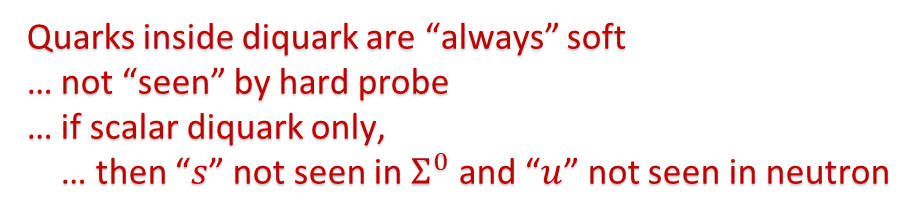 Quarks inside diquark are “always” soft
… not “seen” by hard probe
… if scalar diquark only,
… then “s” not seen in Σ⁰ and “u” not seen in neutron